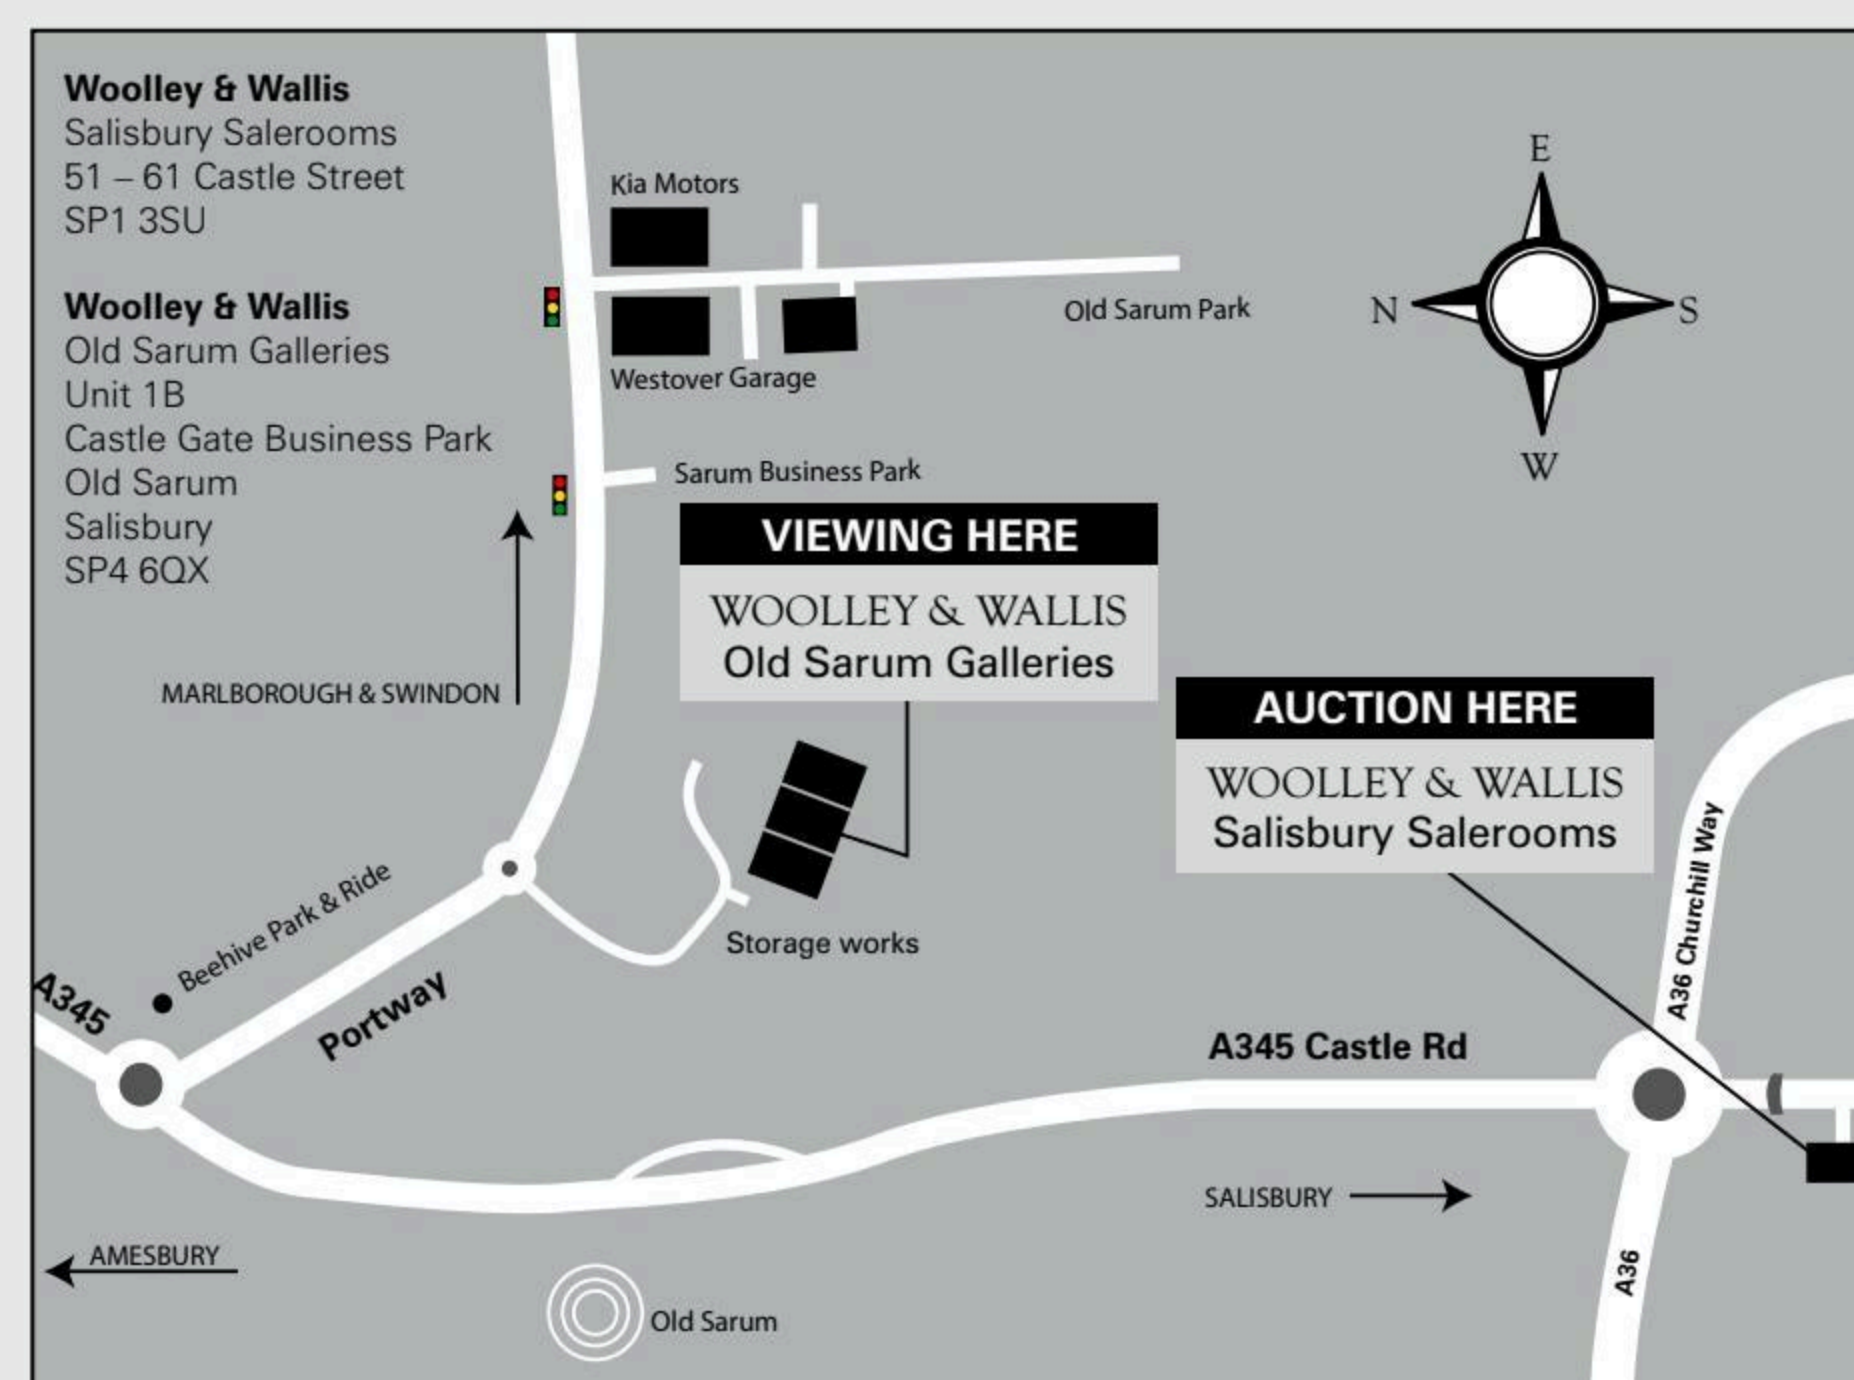 Woolley & Wallis
Salisbury Salerooms
51 – 61 Castle Street
SP1 3SU
Woolley & Wallis
Old Sarum Galleries
Unit 1B
Castle Gate Business Park
Old Sarum
Salisbury
SP4 6QX
Kia Motors
Old Sarum Park
Westover Garage
Sarum Business Park
E
N
S
W
VIEWING HERE
WOOLLEY & WALLIS
Old Sarum Galleries
MARLBOROUGH & SWINDON
AUCTION HERE
WOOLLEY & WALLIS
Salisbury Salerooms
A36 Churchill Way
Beehive Park & Ride
Storage works
A345
Portway
A345 Castle Rd
SALISBURY
AMESBURY
A36
Old Sarum